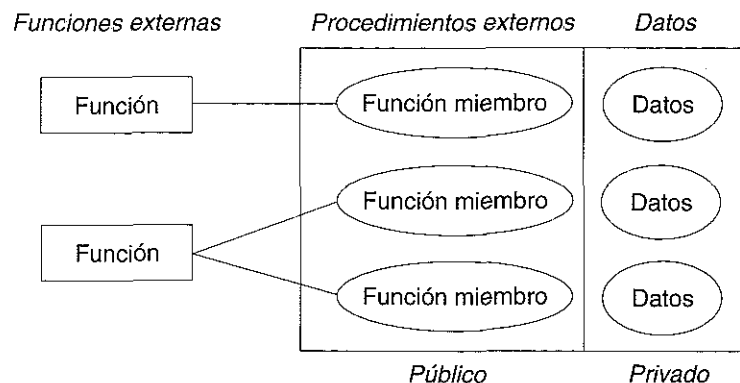 Funciones externas Procedimientos externos Datos
Función Función miembro Datos
Función miembro Datos
Función
Función miembro Datos
Público Privado